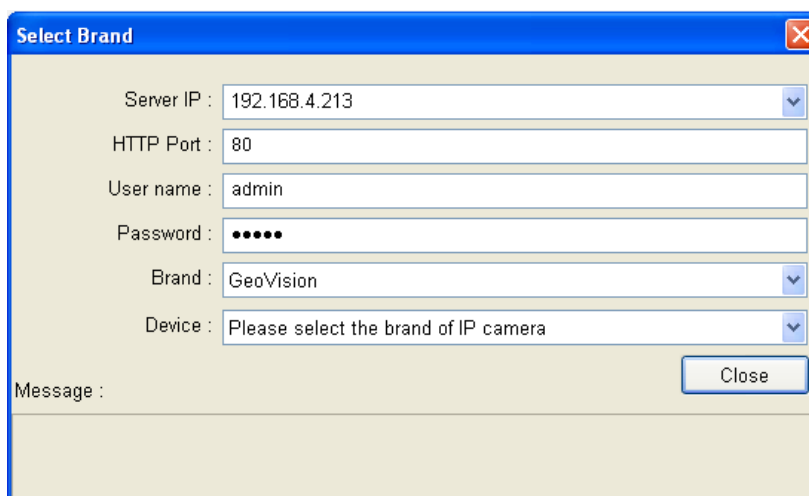 Select Brand
Server IP : 192.168.4.213
HTTP Port : 80
User name : admin
Password : •••••
Brand : GeoVision
Device : Please select the brand of IP camera
Close
Message :